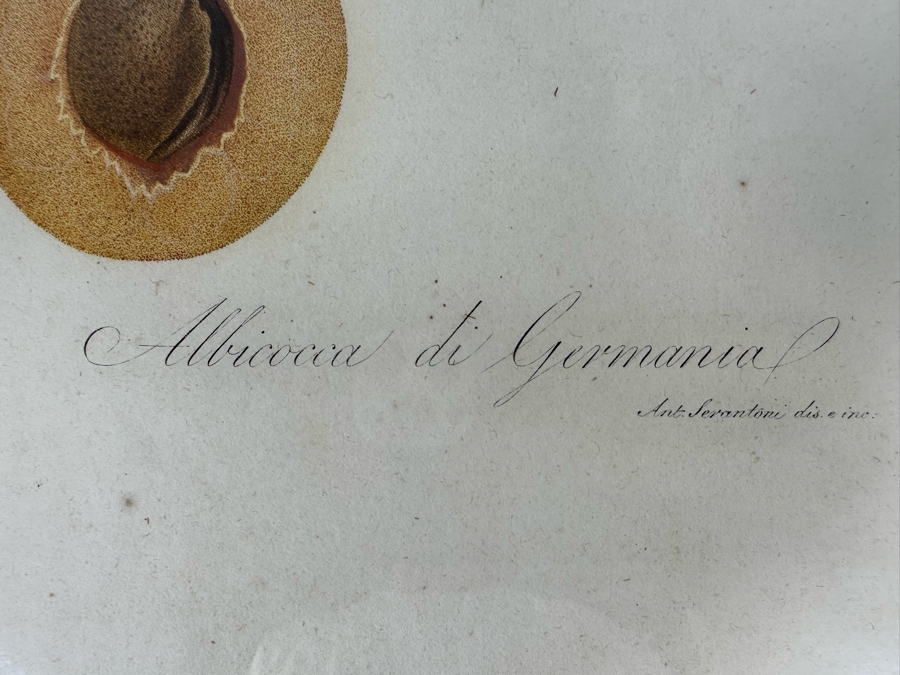 Albicocca di Germania
Ant. Serantoni dis. e inc: